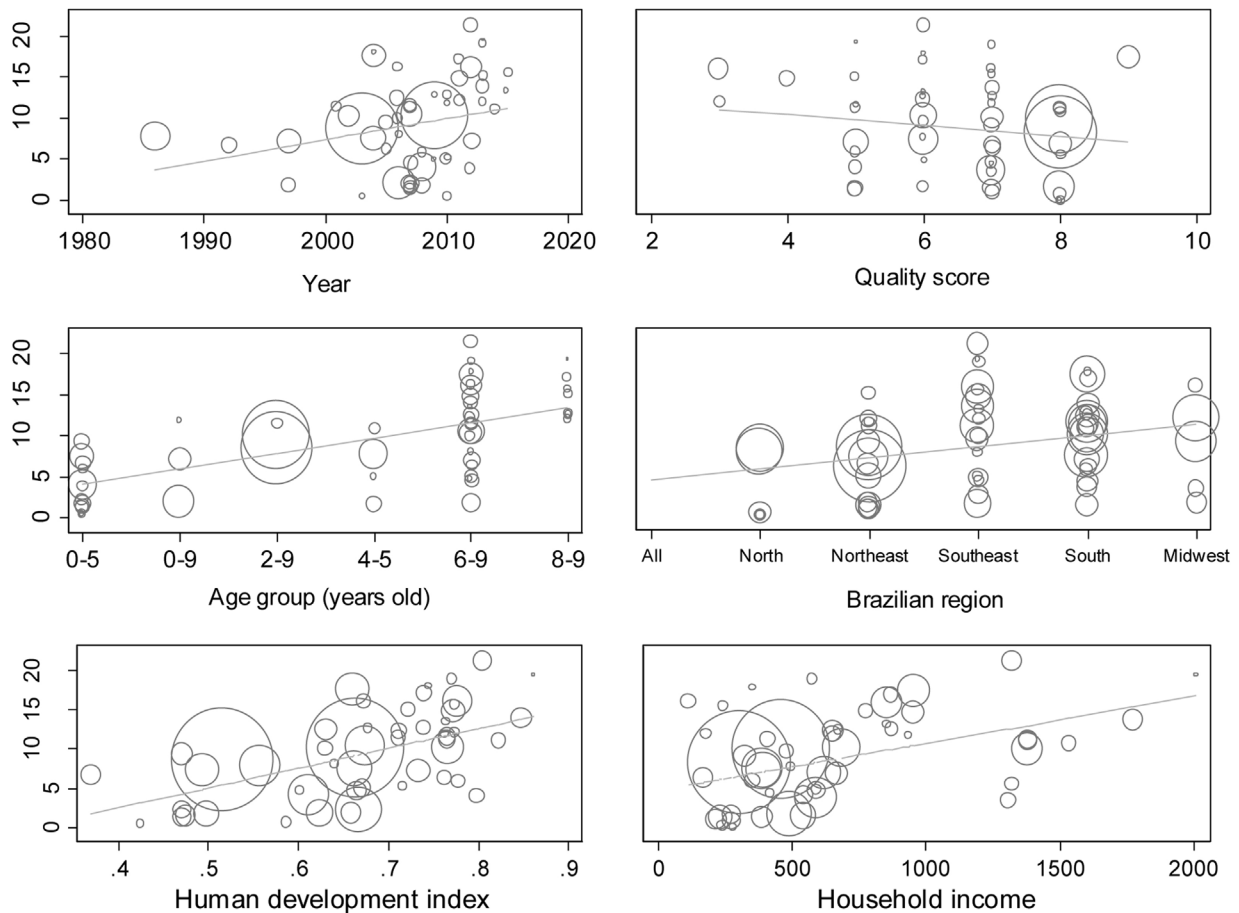 0 5 10 15 20
1980 1990 2000 2010 2020
Year
2 4 6 8 10
Quality score
0 5 10 15 20
0-5 0-9 2-9 4-5 6-9 8-9
Age group (years old)
All North Northeast Southeast South Midwest
Brazilian region
0 5 10 15 20
.4 .5 .6 .7 .8 .9
Human development index
0 500 1000 1500 2000
Household income